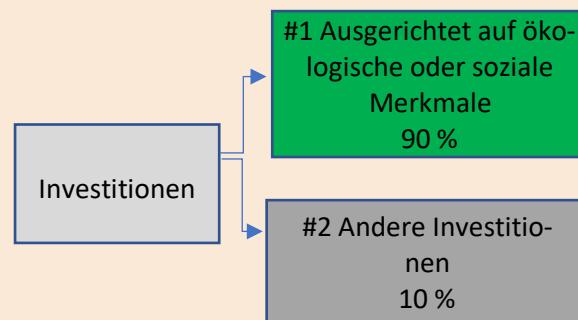 #1 Ausgerichtet auf öko-
logische oder soziale
Merkmale
90 %
Investitionen
#2 Andere Investitio-
nen
10 %